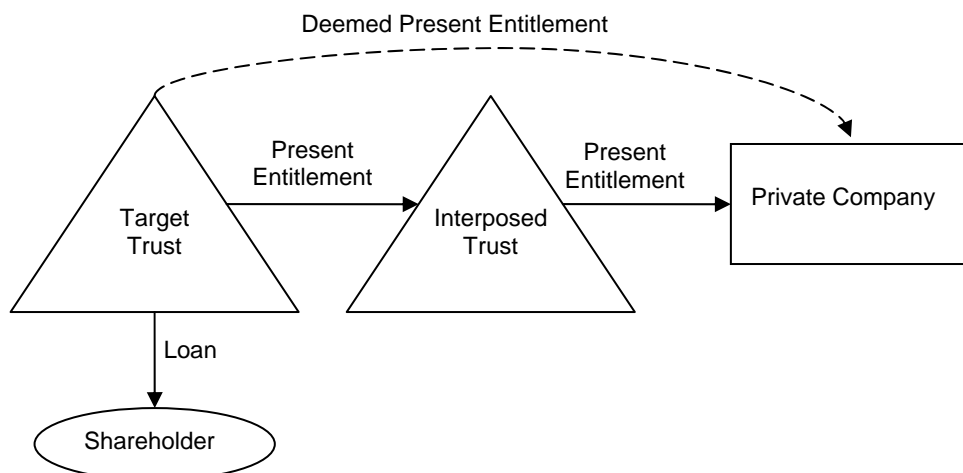 Deemed Present Entitlement
Present
Entitlement
Present
Entitlement
Private Company
Target
Trust
Interposed
Trust
Loan
Shareholder